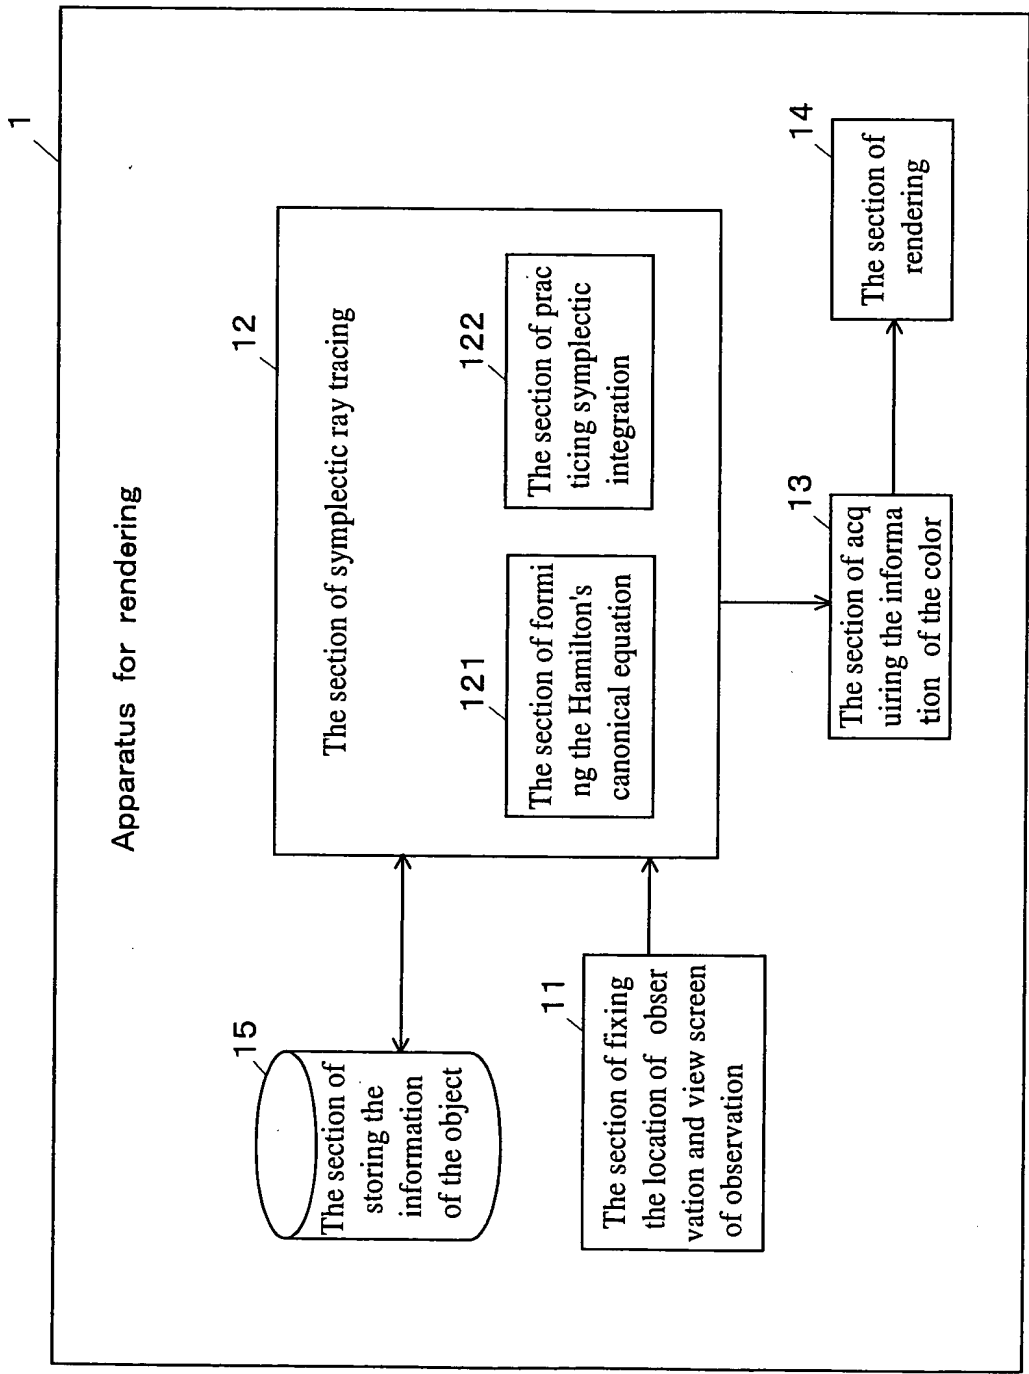 1
Apparatus for rendering
15
The section of
storing the
information
of the object
12
The section of symplectic ray tracing
121
The section of formi
ng the Hamilton's
canonical equation
122
The section of prac
ticing symplectic
integration
11
The section of fixing
the location of obser
vation and view screen
of observation
13
The section of acq
uiring the informa
tion of the color
14
The section of
rendering